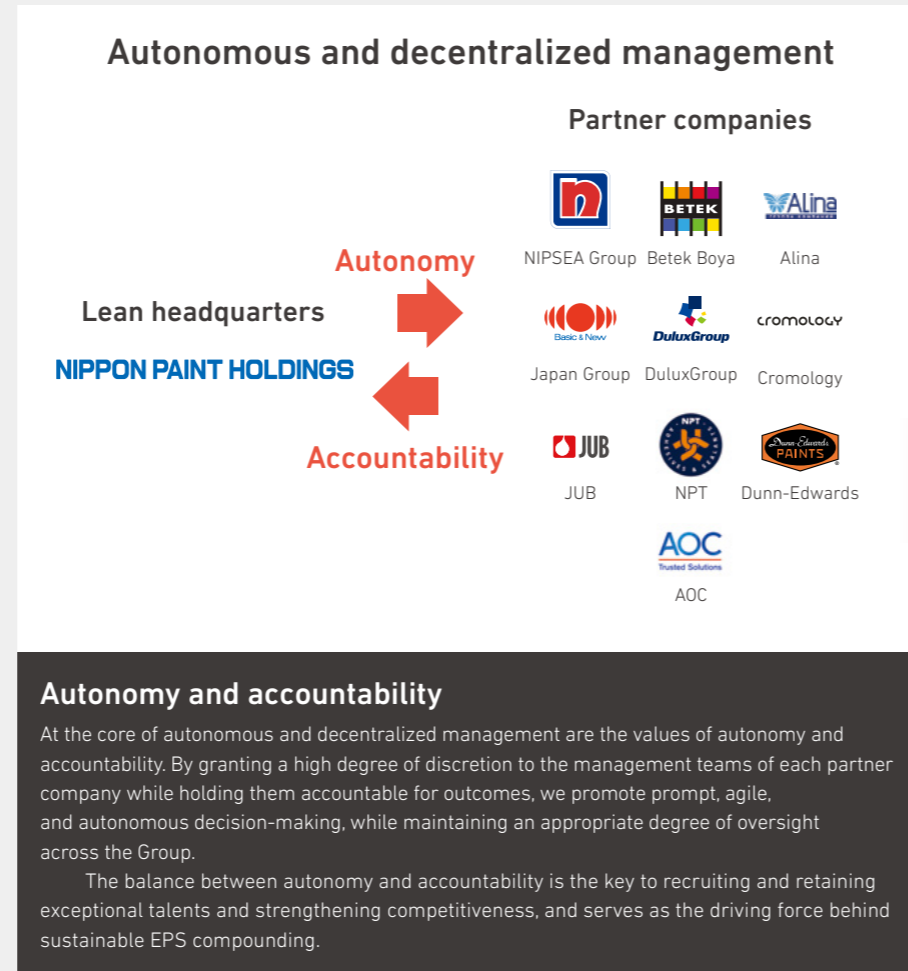 Autonomous and decentralized management
Partner companies
n
BETEK
Alina
NIPSEA Group
Betek Boya
Alina
Autonomy
Lean headquarters
NIPPON PAINT HOLDINGS
Basic & New
DuluxGroup
cromology
Japan Group
DuluxGroup
Cromology
Accountability
JUB
NPT
Dunn-Edwards
PAINTS
JUB
NPT
Dunn-Edwards
AOC
Trusted Solutions
AOC
Autonomy and accountability
At the core of autonomous and decentralized management are the values of autonomy and
accountability. By granting a high degree of discretion to the management teams of each partner
company while holding them accountable for outcomes, we promote prompt, agile,
and autonomous decision-making, while maintaining an appropriate degree of oversight
across the Group.
The balance between autonomy and accountability is the key to recruiting and retaining
exceptional talents and strengthening competitiveness, and serves as the driving force behind
sustainable EPS compounding.